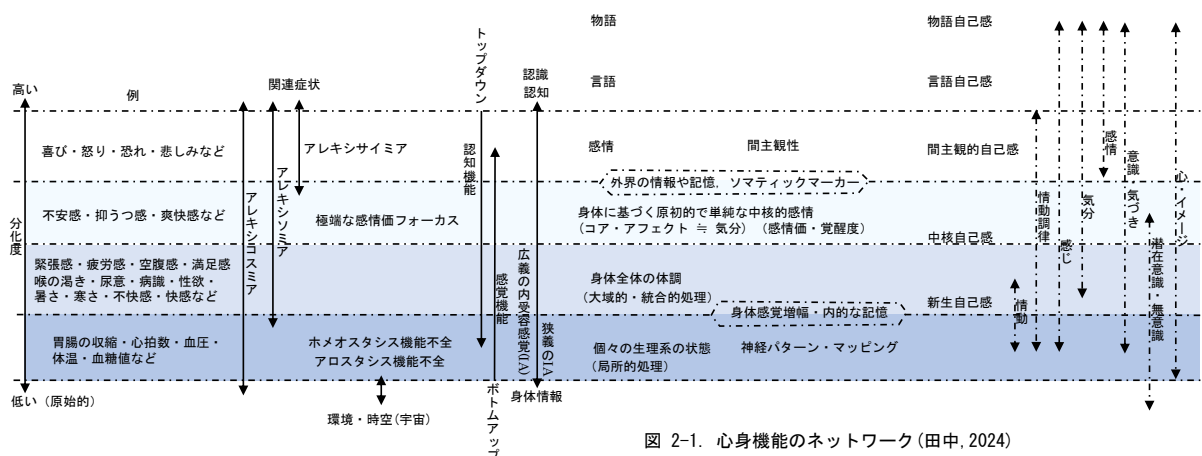 物語
物語自己感
トップダウン
言語
言語自己感
認識
認知
関連症状
高い
例
喜び・怒り・恐れ・悲しみなど
アレキシサイミア
認知機能
感情
間主観性
間主観的自己感
外界の情報や記憶, ソマティックマーカー
不安感・抑うつ感・爽快感など
極端な感情価フォーカス
身体に基づく原初的で単純な中核的感情
(コア・アフェクト ≒ 気分) (感情価・覚醒度)
中核自己感
分化度
アレキシコスミア
アレキシソミア
緊張感・疲労感・空腹感・満足感
喉の渇き・尿意・病識・性欲・
暑さ・寒さ・不快感・快感など
感覚機能
広義の内受容感覚(IA)
狭義のIA
身体全体の体調
(大域的・統合的処理)
新生自己感
身体感覚増幅・内的な記憶
胃腸の収縮・心拍数・血圧・
体温・血糖値など
ホメオスタシス機能不全
アロスタシス機能不全
個々の生理系の状態
(局所的処理)
神経パターン・マッピング
低い (原始的)
環境・時空(宇宙)
ボトムアップ
身体情報
情動
情動調律
感じ
気分
感情
意識・気づき
潜在意識・無意識
心・イメージ
図 2-1. 心身機能のネットワーク(田中, 2024)